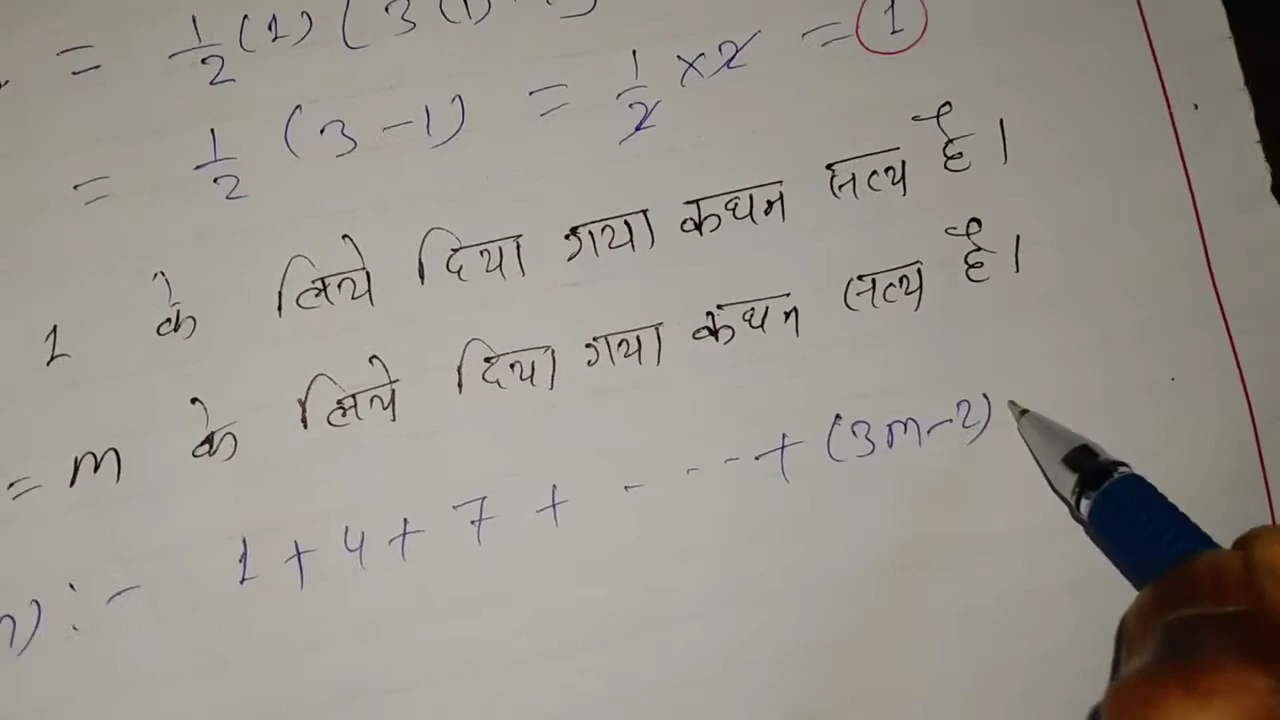 = 1/2 (1) (3(1)
= 1/2 (3-1) = 1/2 × 2 = 1
1 के लिये दिया गया कथन सत्य है।
= m के लिये दिया गया कथन सत्य है।
) :- 1 + 4 + 7 + - - - - + (3m-2)